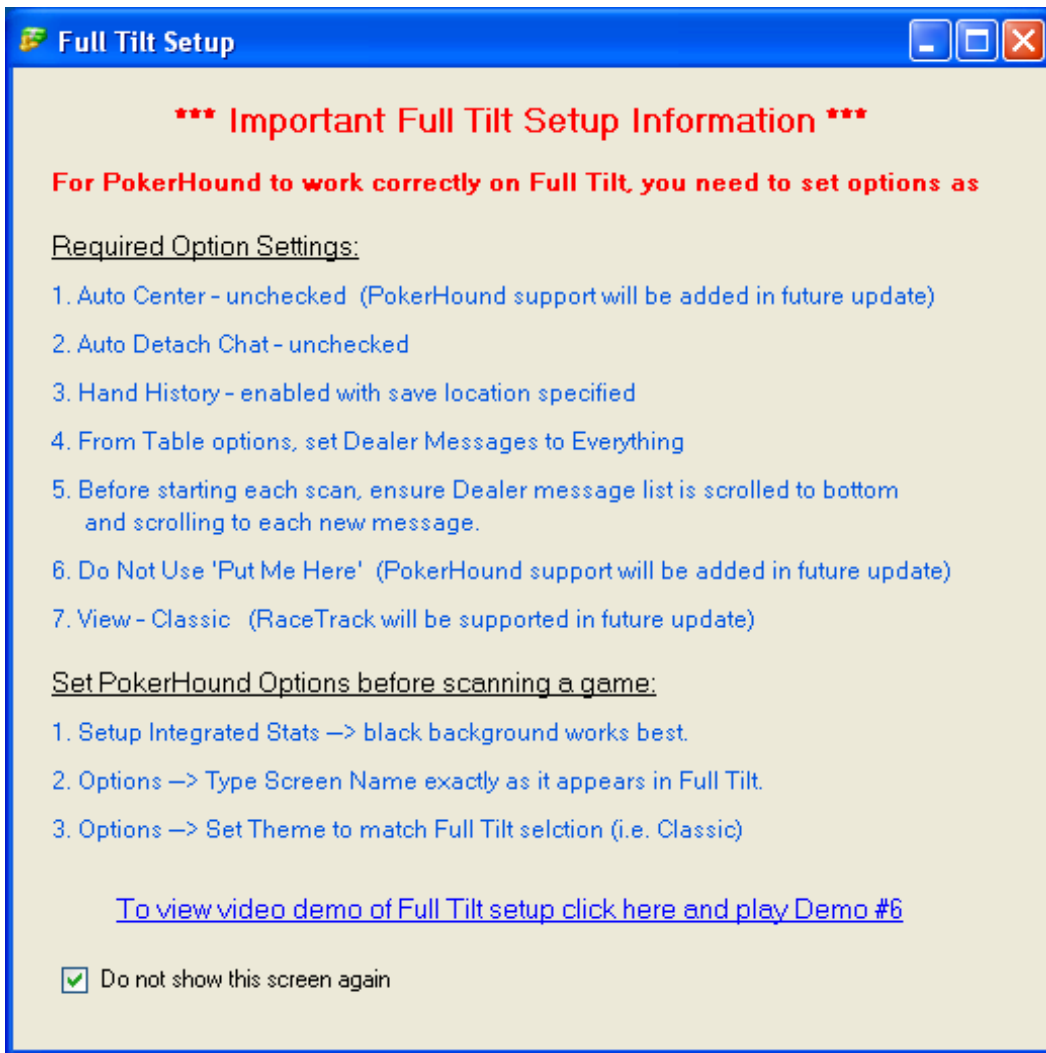 Full Tilt Setup
*** Important Full Tilt Setup Information ***
For PokerHound to work correctly on Full Tilt, you need to set options as
Required Option Settings:
1. Auto Center - unchecked  (PokerHound support will be added in future update)
2. Auto Detach Chat - unchecked
3. Hand History - enabled with save location specified
4. From Table options, set Dealer Messages to Everything
5. Before starting each scan, ensure Dealer message list is scrolled to bottom
and scrolling to each new message.
6. Do Not Use 'Put Me Here'  (PokerHound support will be added in future update)
7. View - Classic   (RaceTrack will be supported in future update)
Set PokerHound Options before scanning a game:
1. Setup Integrated Stats —> black background works best.
2. Options —> Type Screen Name exactly as it appears in Full Tilt.
3. Options —> Set Theme to match Full Tilt selction (i.e. Classic)
To view video demo of Full Tilt setup click here and play Demo #6
Do not show this screen again